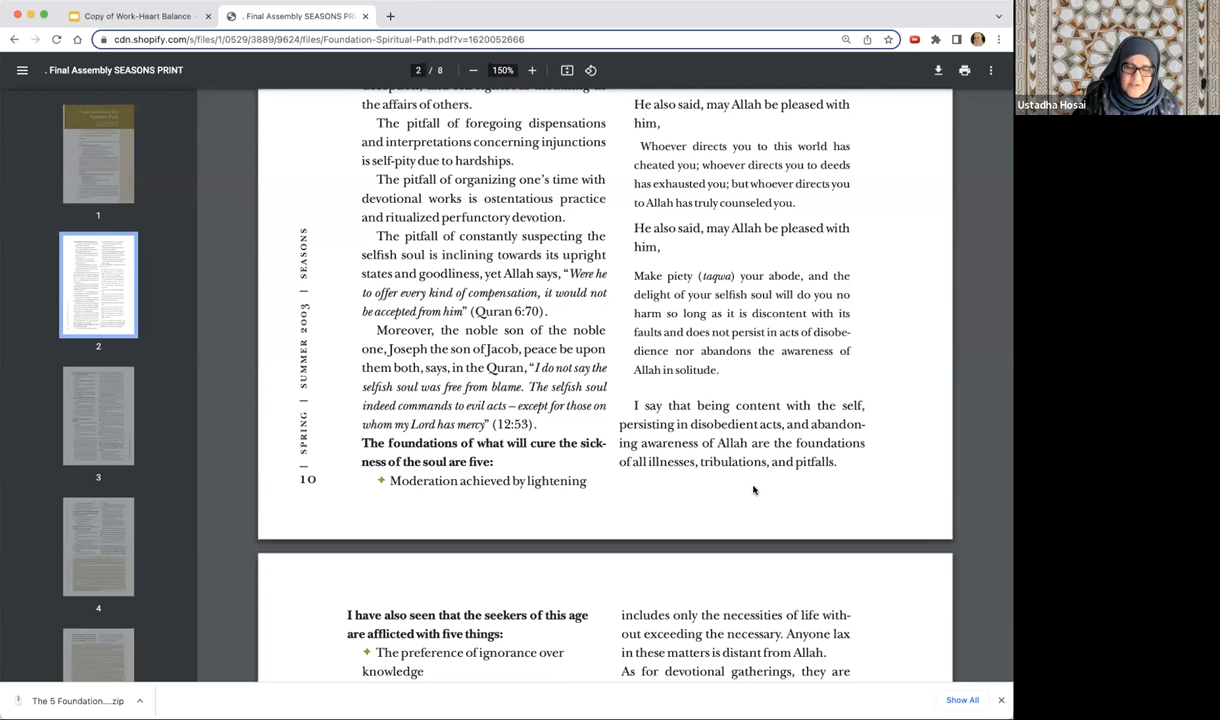 Copy of Work-Heart Balance -
. Final Assembly SEASONS PRI
cdn.shopify.com/s/files/1/0529/3889/9624/files/Foundation-Spiritual-Path.pdf?v=1620052666
. Final Assembly SEASONS PRINT
2 / 8
150%
1
2
3
4
the affairs of others.
The pitfall of foregoing dispensations
and interpretations concerning injunctions
is self-pity due to hardships.
The pitfall of organizing one's time with
devotional works is ostentatious practice
and ritualized perfunctory devotion.
The pitfall of constantly suspecting the
selfish soul is inclining towards its upright
states and goodliness, yet Allah says, "Were he
to offer every kind of compensation, it would not
be accepted from him" (Quran 6:70).
Moreover, the noble son of the noble
one, Joseph the son of Jacob, peace be upon
them both, says, in the Quran, "I do not say the
selfish soul was free from blame. The selfish soul
indeed commands to evil acts – except for those on
whom my Lord has mercy" (12:53).
The foundations of what will cure the sick-
ness of the soul are five:
Moderation achieved by lightening
SPRING | SUMMER 2003 | SEASONS
10
He also said, may Allah be pleased with
him,
Whoever directs you to this world has
cheated you; whoever directs you to deeds
has exhausted you; but whoever directs you
to Allah has truly counseled you.
He also said, may Allah be pleased with
him,
Make piety (taqwa) your abode, and the
delight of your selfish soul will do you no
harm so long as it is discontent with its
faults and does not persist in acts of disobe-
dience nor abandons the awareness of
Allah in solitude.
I say that being content with the self,
persisting in disobedient acts, and abandon-
ing awareness of Allah are the foundations
of all illnesses, tribulations, and pitfalls.
I have also seen that the seekers of this age
are afflicted with five things:
The preference of ignorance over
knowledge
includes only the necessities of life with-
out exceeding the necessary. Anyone lax
in these matters is distant from Allah.
As for devotional gatherings, they are
The 5 Foundation....zip
Show All
Ustadha Hosai